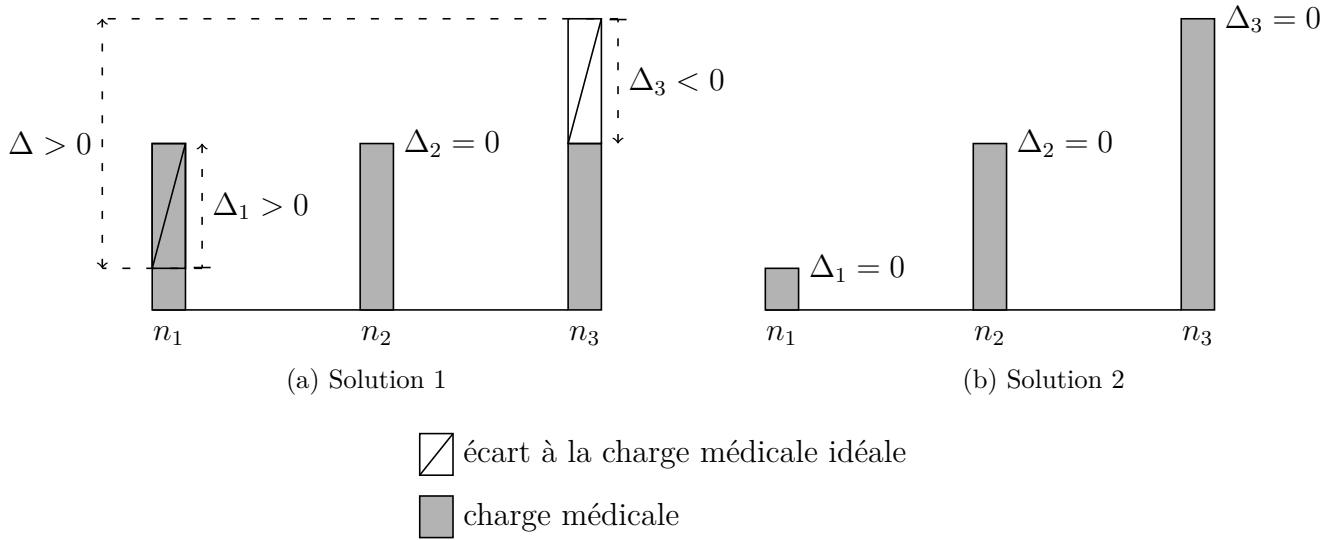 Δ > 0
Δ₁ > 0
Δ₂ = 0
Δ₃ < 0
n₁
n₂
n₃
(a) Solution 1
Δ₁ = 0
Δ₂ = 0
Δ₃ = 0
n₁
n₂
n₃
(b) Solution 2
écart à la charge médicale idéale
charge médicale